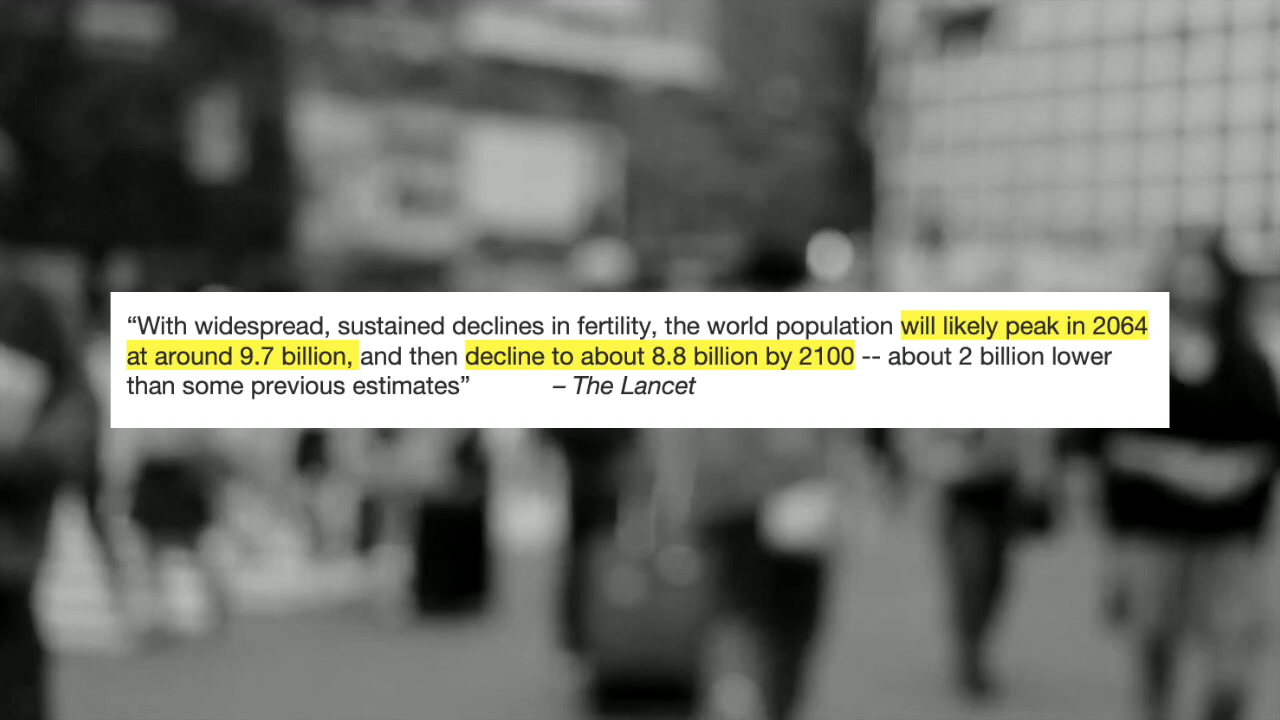 “With widespread, sustained declines in fertility, the world population will likely peak in 2064
at around 9.7 billion, and then decline to about 8.8 billion by 2100 -- about 2 billion lower
than some previous estimates” – The Lancet